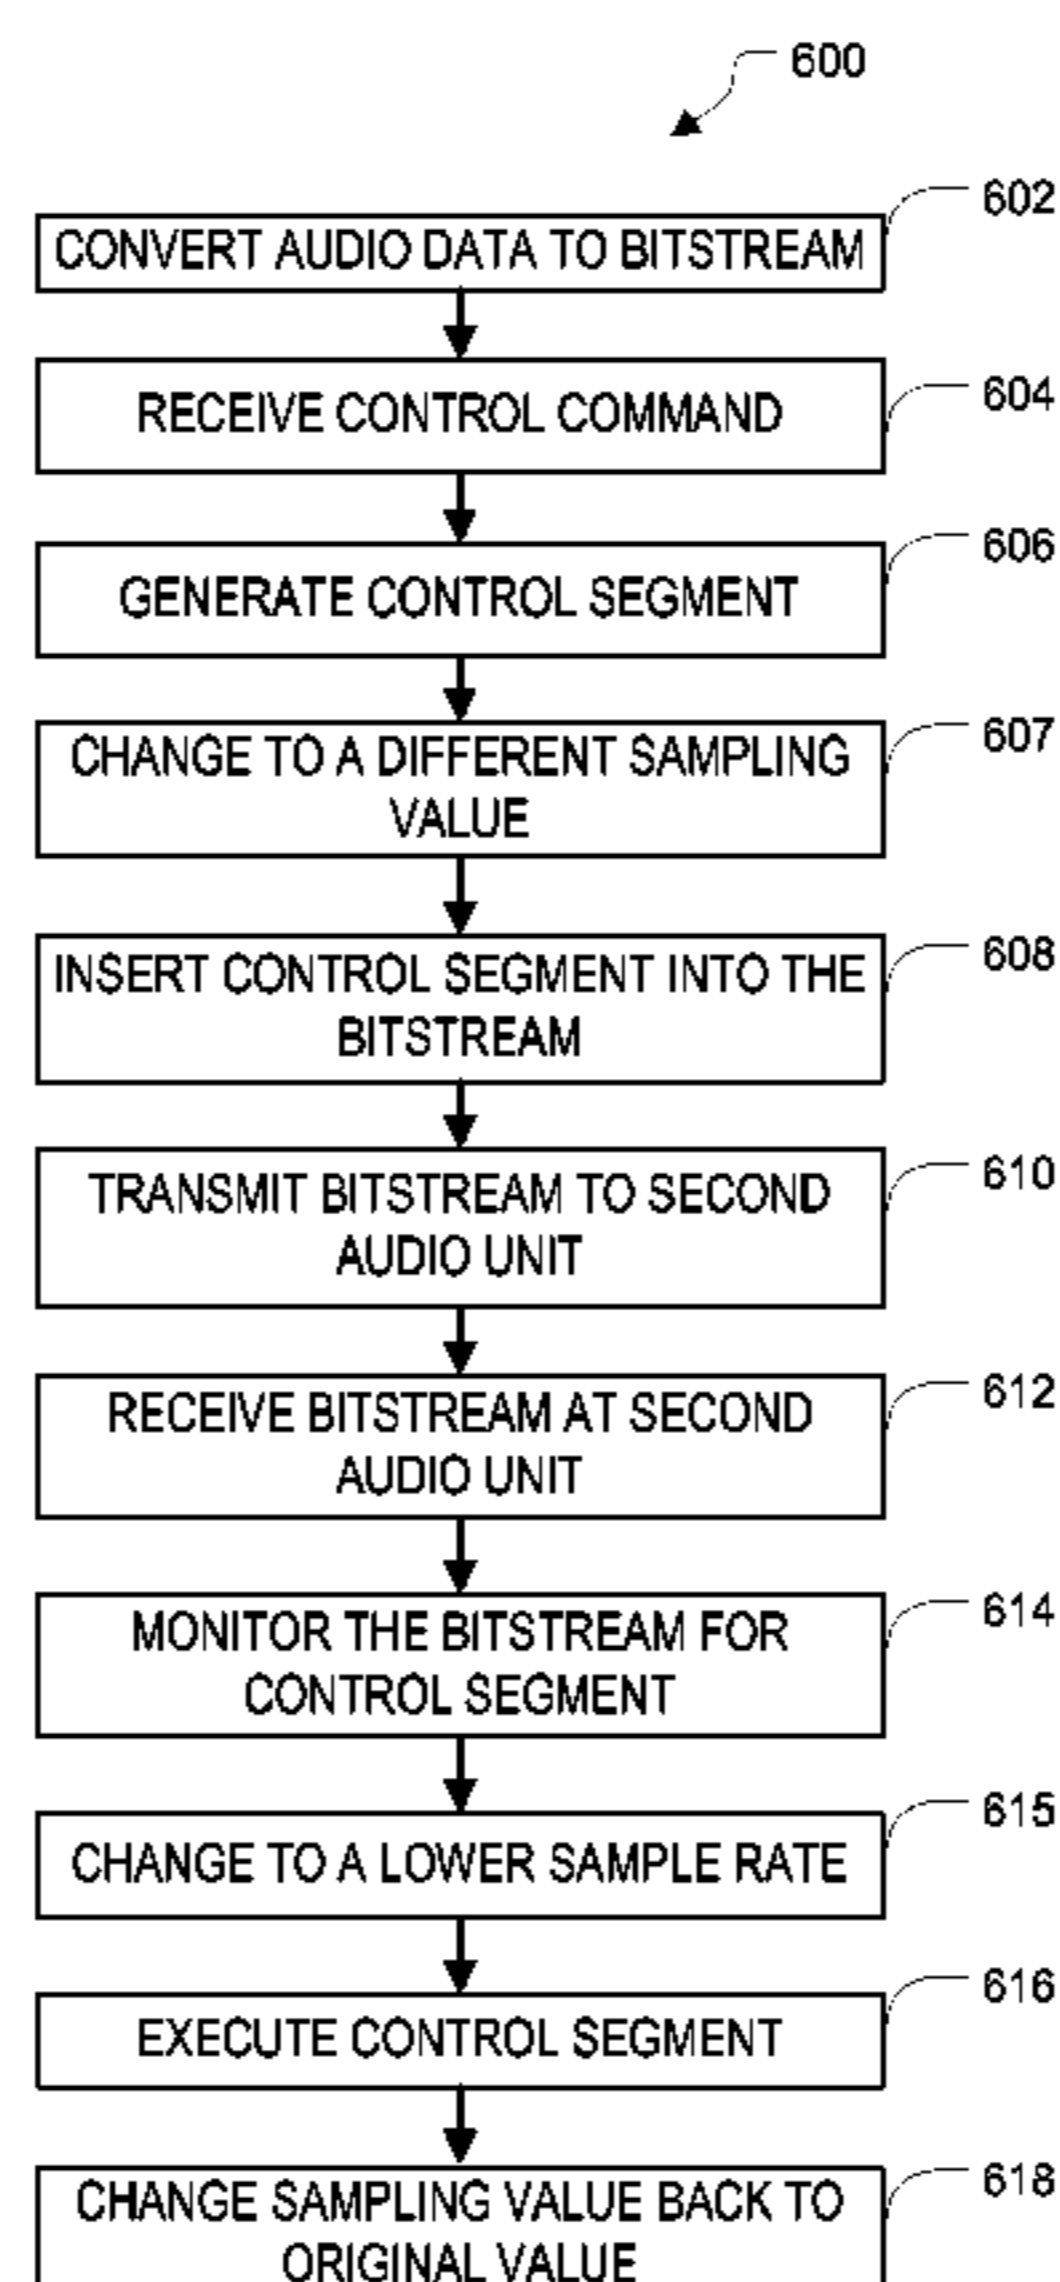 600
602
CONVERT AUDIO DATA TO BITSTREAM
604
RECEIVE CONTROL COMMAND
606
GENERATE CONTROL SEGMENT
607
CHANGE TO A DIFFERENT SAMPLING
VALUE
608
INSERT CONTROL SEGMENT INTO THE
BITSTREAM
610
TRANSMIT BITSTREAM TO SECOND
AUDIO UNIT
612
RECEIVE BITSTREAM AT SECOND
AUDIO UNIT
614
MONITOR THE BITSTREAM FOR
CONTROL SEGMENT
615
CHANGE TO A LOWER SAMPLE RATE
616
EXECUTE CONTROL SEGMENT
618
CHANGE SAMPLING VALUE BACK TO
ORIGINAL VALUE